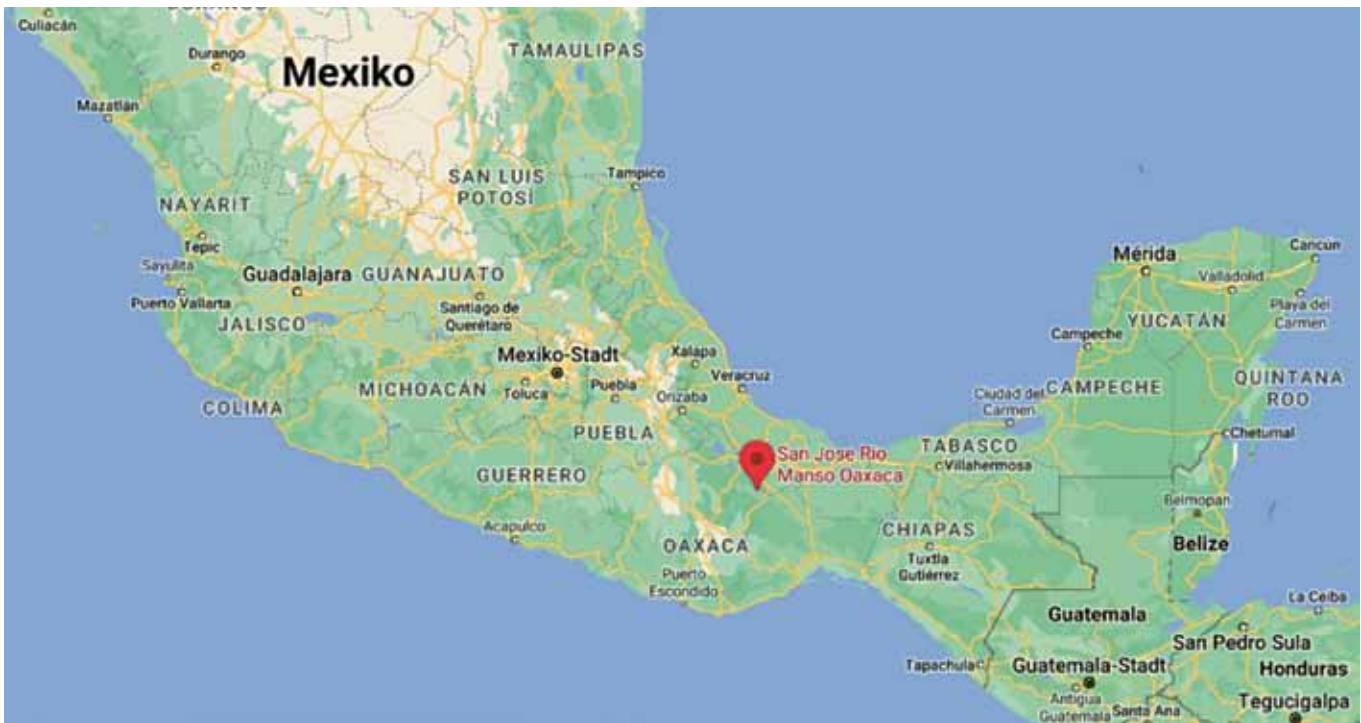 Culiacán
Durango
Mexiko
TAMAULIPAS
Mazatlán
SAN LUIS
POTOSÍ
Tampico
NAYARIT
Tepic
Sayulita
Puerto Vallarta
Guadalajara
GUANAJUATO
Santiago de
Querétaro
JALISCO
Mérida
Cancún
Valladolid
Playa del
Carmen
YUCATÁN
Campeche
Mexiko-Stadt
Xalapa
MICHOACÁN
Toluca
Puebla
Veracruz
Orizaba
COLIMA
Ciudad del
Carmen
CAMPECHE
QUINTANA
ROO
PUEBLA
Chetumal
TABASCO
Villahermosa
San Jose Rio
Manso Oaxaca
GUERRERO
Belmopan
Acapulco
CHIAPAS
Belize
OAXACA
Tuxtla
Gutiérrez
Puerto
Escondido
La Ceiba
Guatemala
San Pedro Sula
Tapachula
Guatemala-Stadt
Honduras
Antigua
Guatemala
Santa Ana
Tegucigalpa